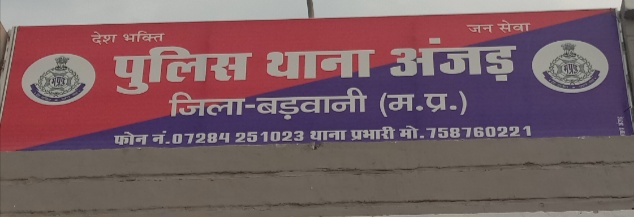 देश भक्ति जन सेवा
पुलिस थाना अंजड़
जिला-बड़वानी (म.प्र.)
फोन नं.07284 251023 थाना प्रभारी मो.758760221